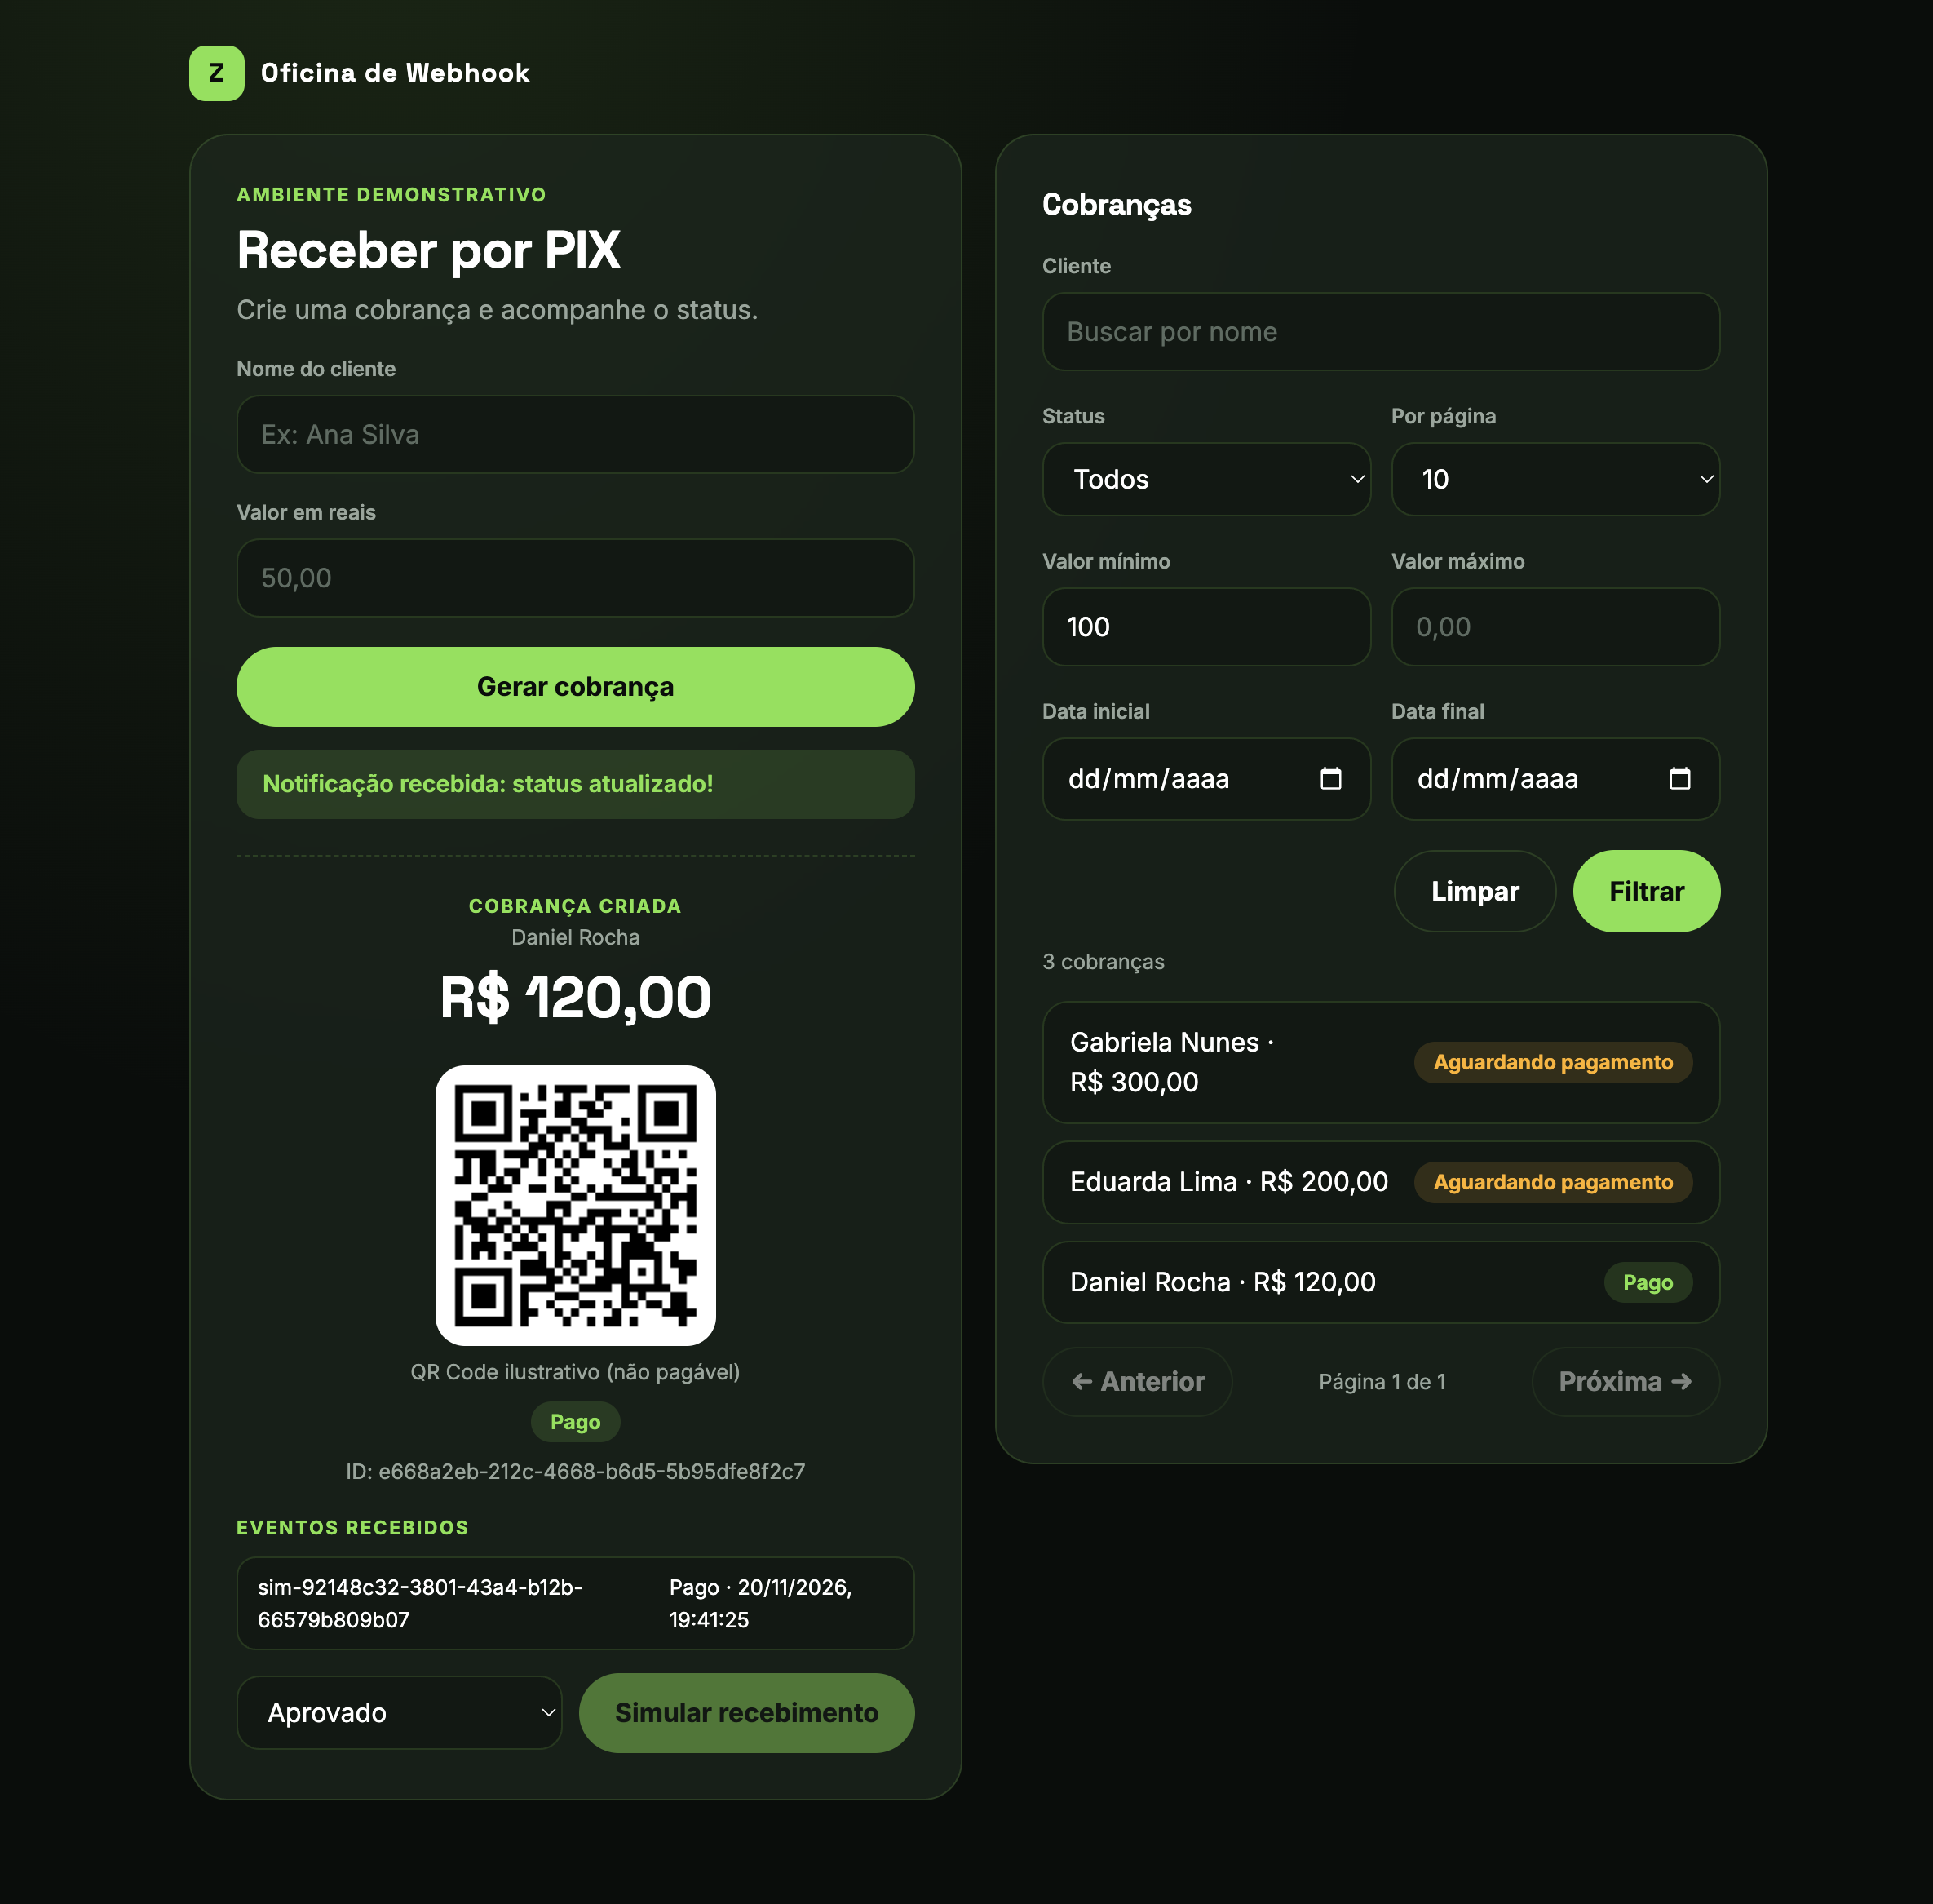 Z
Oficina de Webhook
AMBIENTE DEMONSTRATIVO
Receber por PIX
Crie uma cobrança e acompanhe o status.
Nome do cliente
Ex: Ana Silva
Valor em reais
50,00
Gerar cobrança
Notificação recebida: status atualizado!
COBRANÇA CRIADA
Daniel Rocha
R$ 120,00
QR Code ilustrativo (não pagável)
Pago
ID: e668a2eb-212c-4668-b6d5-5b95dfe8f2c7
EVENTOS RECEBIDOS
sim-92148c32-3801-43a4-b12b-
66579b809b07
Pago · 20/11/2026,
19:41:25
Aprovado
Simular recebimento
Cobranças
Cliente
Buscar por nome
Status
Por página
Todos
10
Valor mínimo
Valor máximo
100
0,00
Data inicial
Data final
dd/mm/aaaa
dd/mm/aaaa
Limpar
Filtrar
3 cobranças
Gabriela Nunes ·
R$ 300,00
Aguardando pagamento
Eduarda Lima · R$ 200,00
Aguardando pagamento
Daniel Rocha · R$ 120,00
Pago
← Anterior
Página 1 de 1
Próxima →